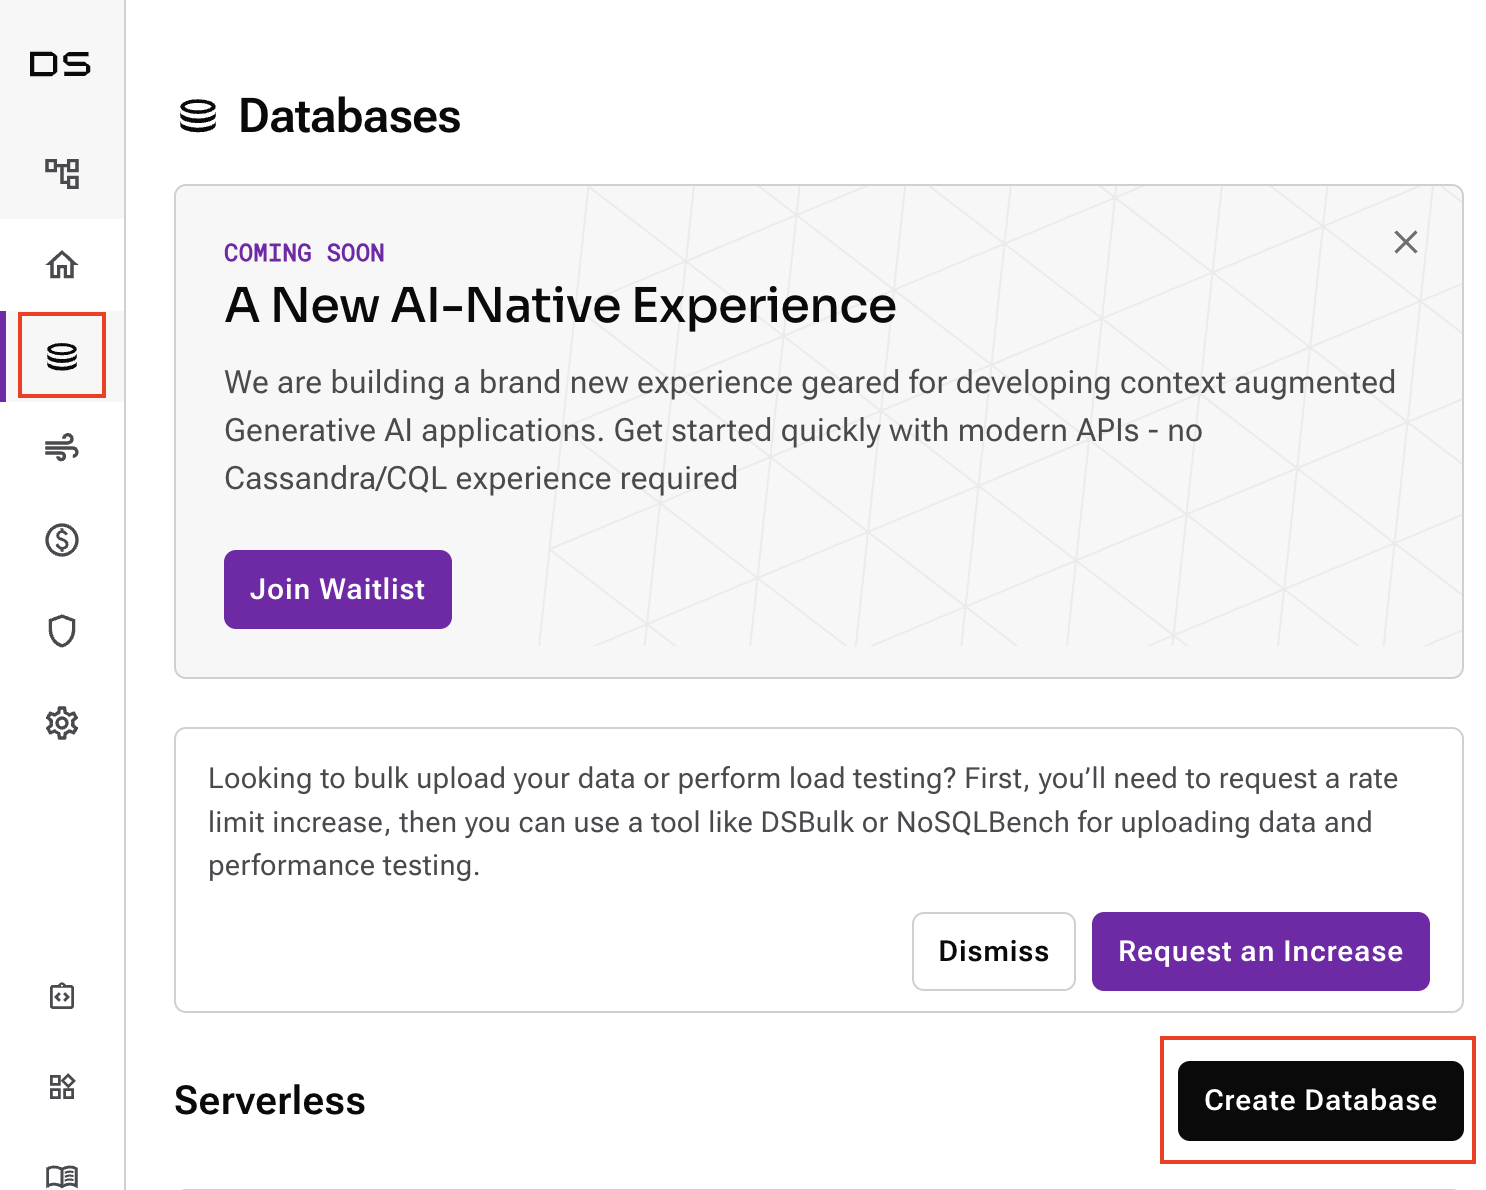 DS
Databases
COMING SOON
A New AI-Native Experience
We are building a brand new experience geared for developing context augmented
Generative AI applications. Get started quickly with modern APIs - no
Cassandra/CQL experience required
Join Waitlist
Looking to bulk upload your data or perform load testing? First, you’ll need to request a rate
limit increase, then you can use a tool like DSBulk or NoSQLBench for uploading data and
performance testing.
Dismiss
Request an Increase
Serverless
Create Database